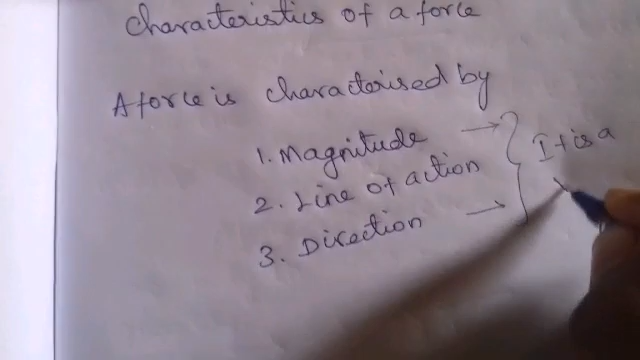 Characteristics of a force
A force is characterised by
1. Magnitude
2. Line of action
3. Direction
It is a